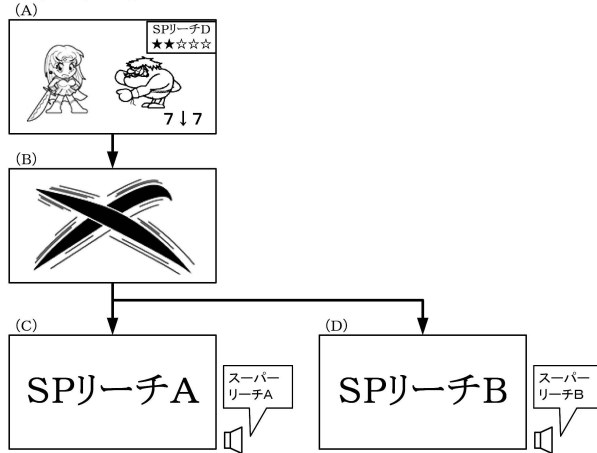 (A)
SPリーチD
★★☆☆☆
7↓7
(B)
(C)
SPリーチA
スーパー
リーチA
(D)
SPリーチB
スーパー
リーチB